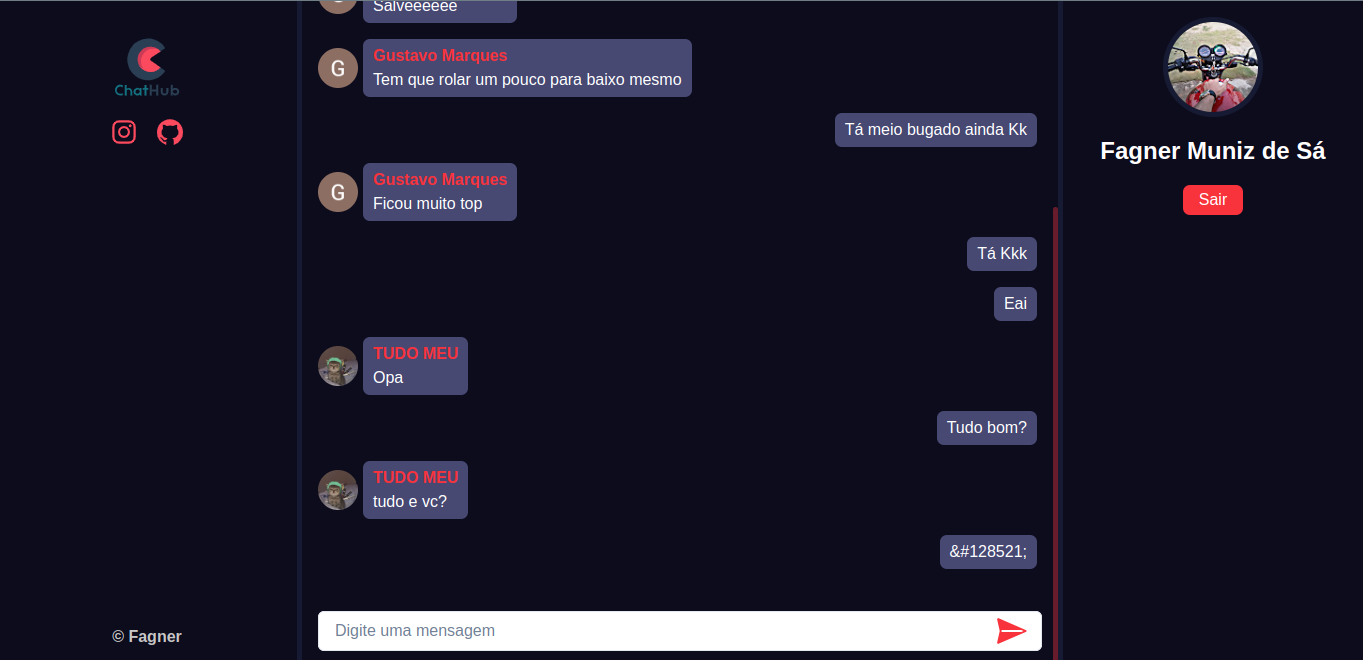 ChatHub
© Fagner
Salveeeeee
G
Gustavo Marques
Tem que rolar um pouco para baixo mesmo
Tá meio bugado ainda Kk
G
Gustavo Marques
Ficou muito top
Tá Kkk
Eai
TUDO MEU
Opa
Tudo bom?
TUDO MEU
tudo e vc?
&#128521;
Digite uma mensagem
Fagner Muniz de Sá
Sair